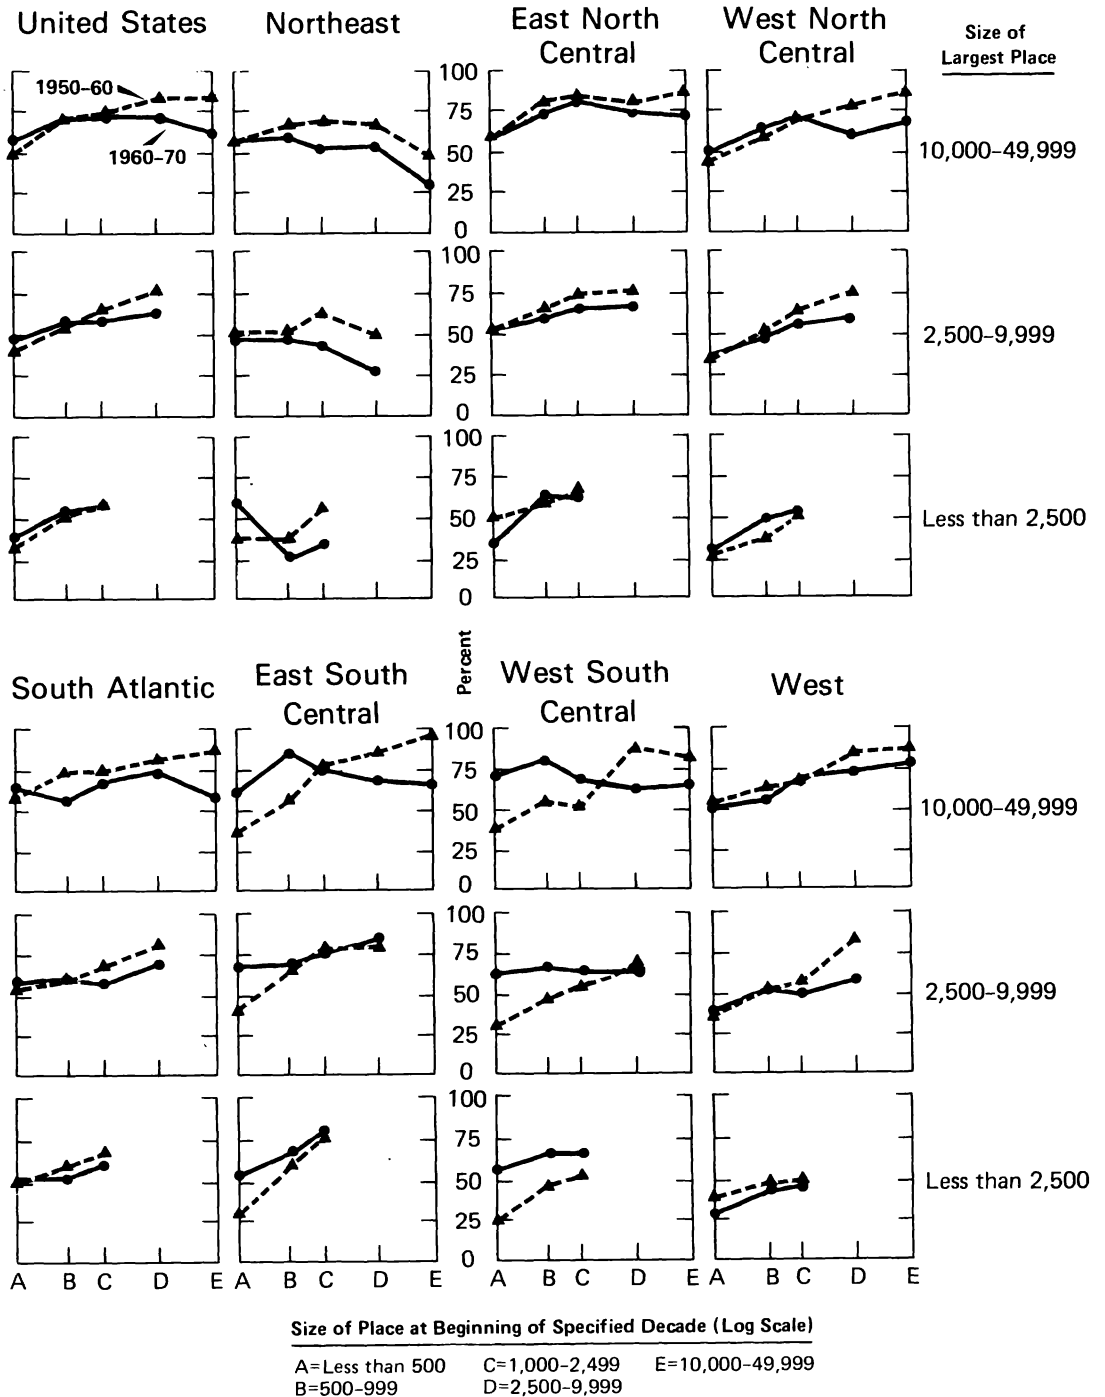 United States
Northeast
East North
Central
West North
Central
Size of
Largest Place
1950–60
1960–70
100
75
50
25
0
10,000–49,999
100
75
50
25
0
2,500–9,999
100
75
50
25
0
Less than 2,500
Percent
South Atlantic
East South
Central
West South
Central
West
100
75
50
25
0
10,000–49,999
100
75
50
25
0
2,500–9,999
100
75
50
25
0
Less than 2,500
A B C D E A B C D E A B C D E A B C D E
Size of Place at Beginning of Specified Decade (Log Scale)
A=Less than 500 C=1,000–2,499 E=10,000–49,999
B=500–999 D=2,500–9,999